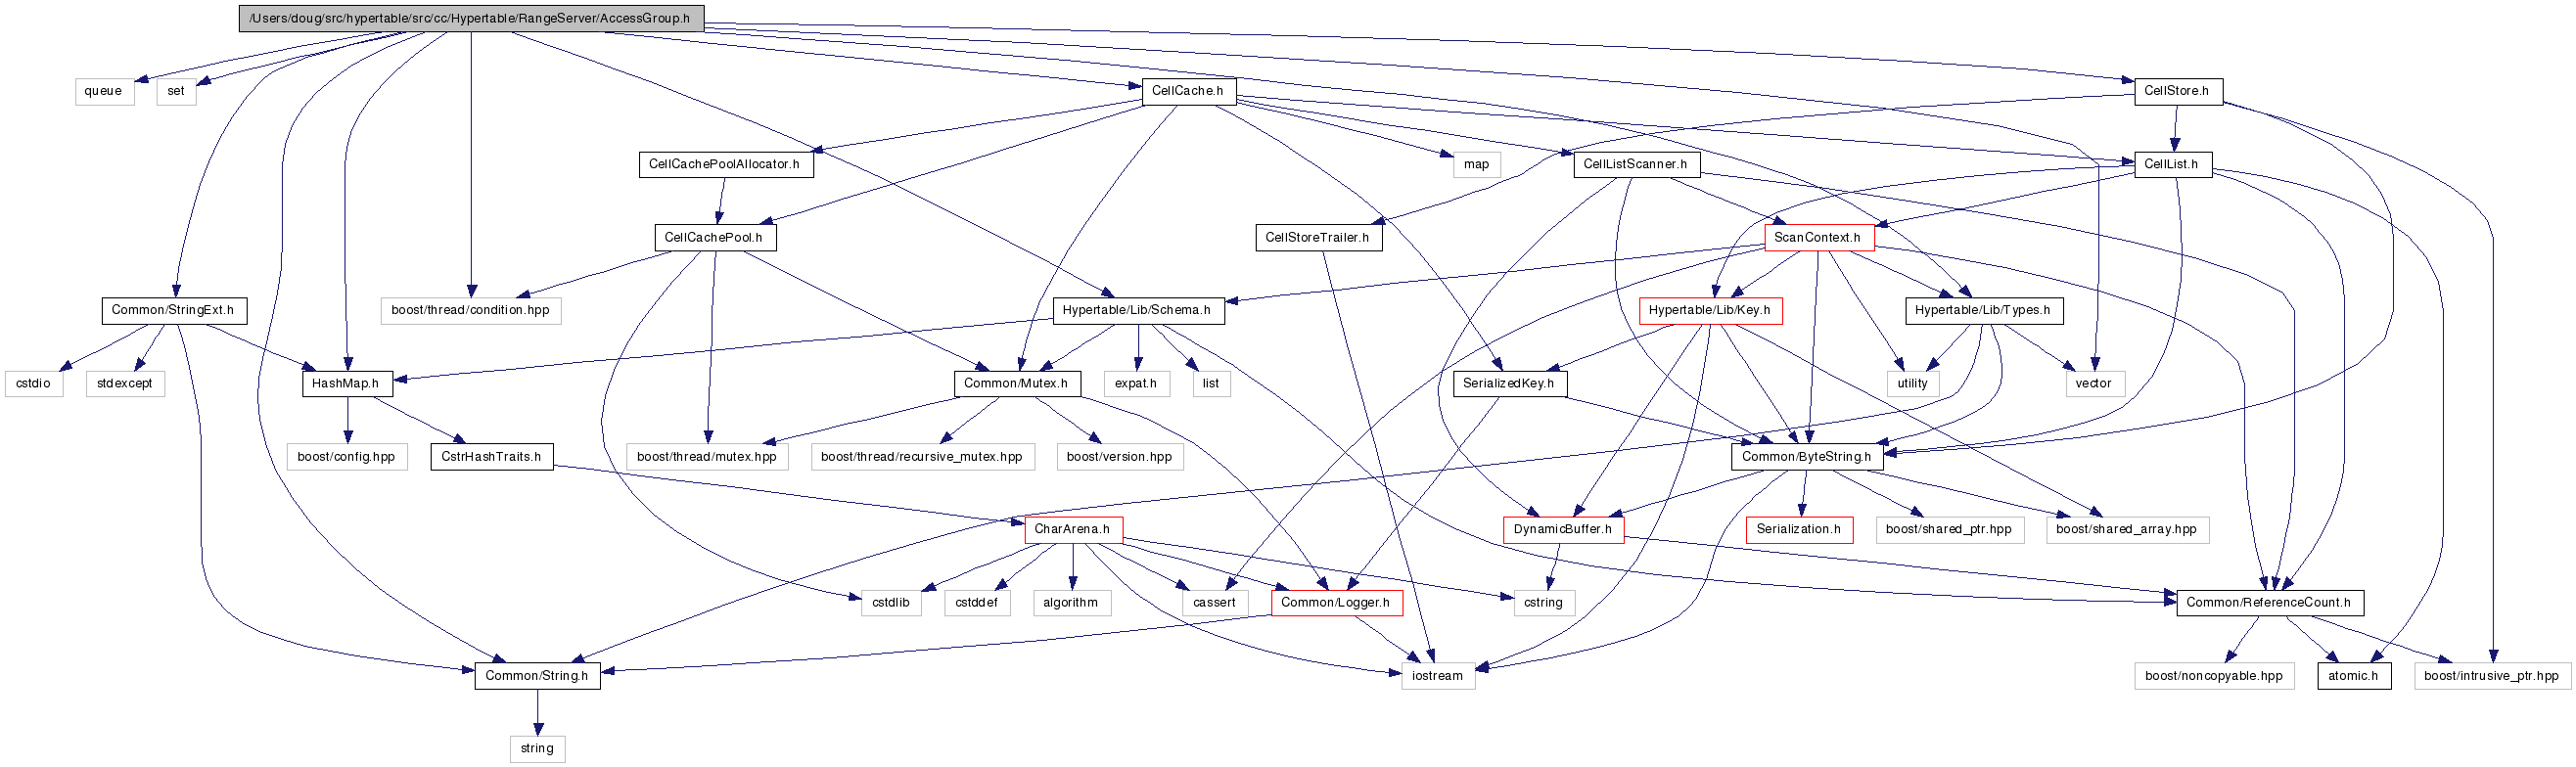 /Users/doug/src/hypertable/src/cc/Hypertable/RangeServer/AccessGroup.h
queue
set
CellCache.h
CellStore.h
CellCachePoolAllocator.h
map
CellListScanner.h
CellList.h
CellCachePool.h
CellStoreTrailer.h
ScanContext.h
Common/StringExt.h
boost/thread/condition.hpp
Hypertable/Lib/Schema.h
Hypertable/Lib/Key.h
Hypertable/Lib/Types.h
cstdio
stdexcept
HashMap.h
Common/Mutex.h
expat.h
list
SerializedKey.h
utility
vector
boost/config.hpp
CstrHashTraits.h
boost/thread/mutex.hpp
boost/thread/recursive_mutex.hpp
boost/version.hpp
Common/ByteString.h
CharArena.h
DynamicBuffer.h
Serialization.h
boost/shared_ptr.hpp
boost/shared_array.hpp
cstdlib
cstddef
algorithm
cassert
Common/Logger.h
cstring
Common/ReferenceCount.h
Common/String.h
iostream
boost/noncopyable.hpp
atomic.h
boost/intrusive_ptr.hpp
string